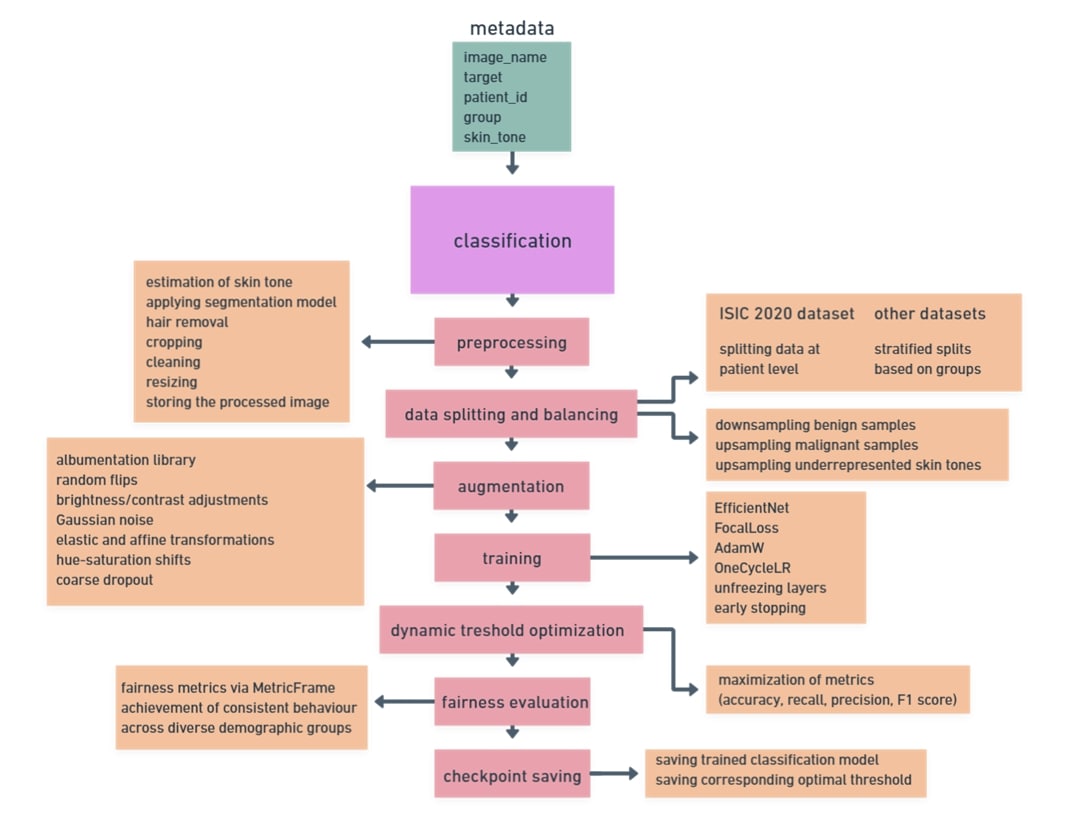 metadata
image_name
target
patient_id
group
skin_tone
classification
preprocessing
estimation of skin tone
applying segmentation model
hair removal
cropping
cleaning
resizing
storing the processed image
data splitting and balancing
ISIC 2020 dataset other datasets
splitting data at stratified splits
patient level based on groups
downsampling benign samples
upsampling malignant samples
upsampling underrepresented skin tones
augmentation
albumentation library
random flips
brightness/contrast adjustments
Gaussian noise
elastic and affine transformations
hue-saturation shifts
coarse dropout
training
EfficientNet
FocalLoss
AdamW
OneCycleLR
unfreezing layers
early stopping
dynamic treshold optimization
maximization of metrics
(accuracy, recall, precision, F1 score)
fairness evaluation
fairness metrics via MetricFrame
achievement of consistent behaviour
across diverse demographic groups
checkpoint saving
saving trained classification model
saving corresponding optimal threshold